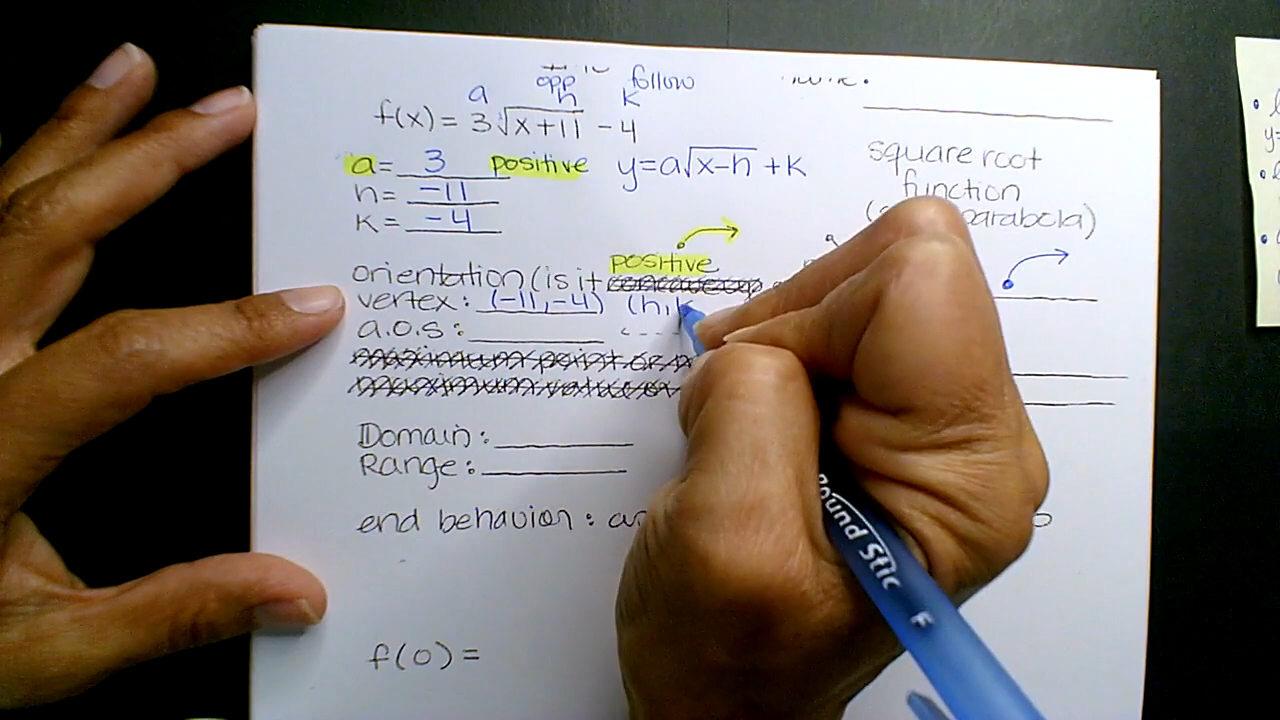 opp follow
a h k
f(x) = 3√x+11 - 4
a= 3 positive y=a√x-h + k
h= -11
k= -4
square root
function
parabola)
positive
orientation (is it
vertex: (-11,-4) (h,k
a.o.s:
Domain:
Range:
end behavior:
f(0) =
Round Stic
F